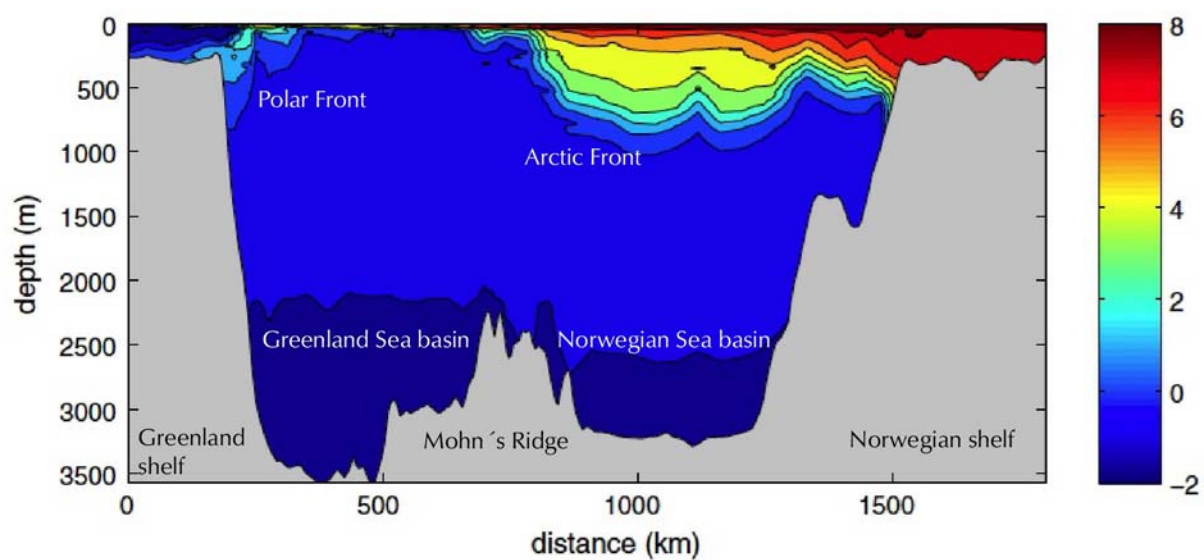 0
500
1000
1500
2000
2500
3000
3500
depth (m)
Polar Front
Arctic Front
Greenland Sea basin
Norwegian Sea basin
Greenland
shelf
Mohn ´s Ridge
Norwegian shelf
0
500
1000
1500
distance (km)
8
6
4
2
0
−2